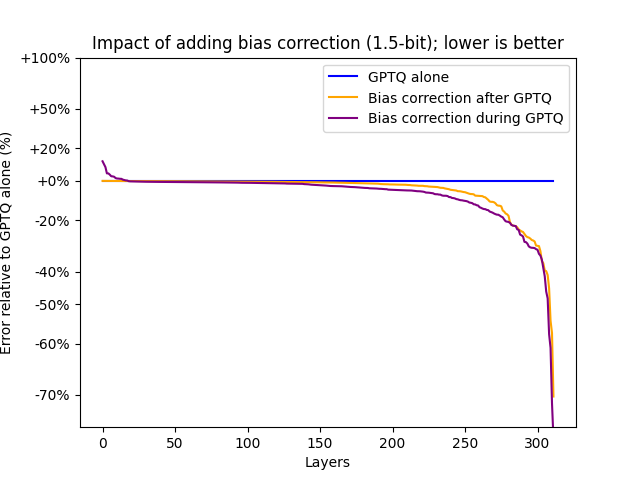 Impact of adding bias correction (1.5-bit); lower is better
+100%
+50%
+20%
+0%
-20%
-40%
-50%
-60%
-70%
Error relative to GPTQ alone (%)
GPTQ alone
Bias correction after GPTQ
Bias correction during GPTQ
0 50 100 150 200 250 300
Layers